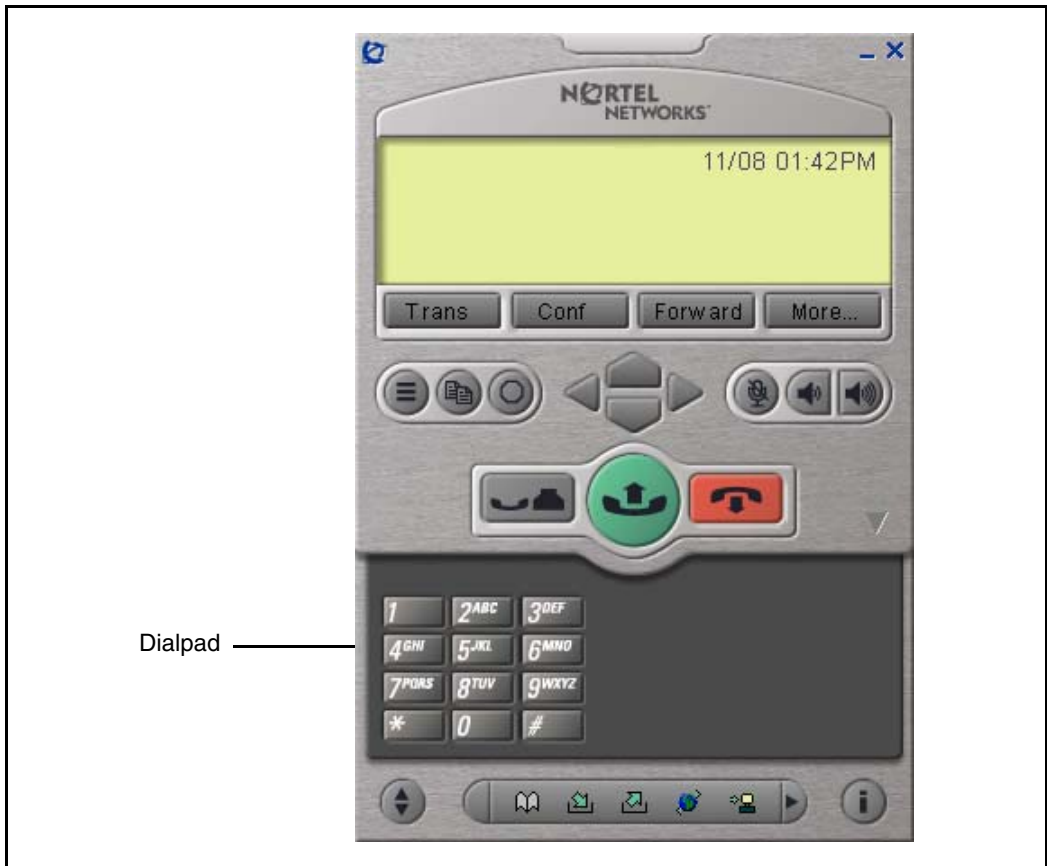 NORTEL
NETWORKS
11/08 01:42PM
Trans Conf Forward More...
Dialpad
1 2ABC 3DEF
4GHI 5JKL 6MNO
7PQRS 8TUV 9WXYZ
* 0 #
i